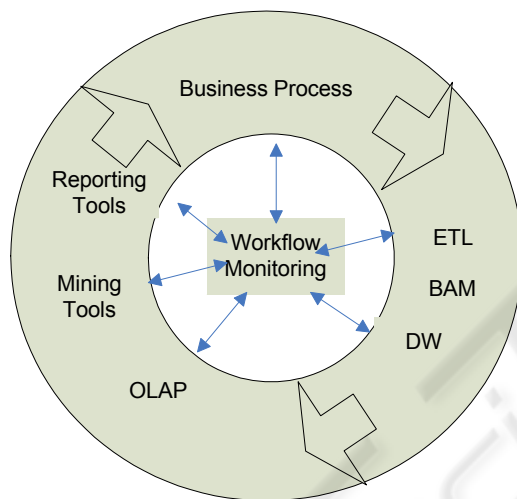 Business Process
Reporting
Tools
Workflow
Monitoring
ETL
BAM
DW
Mining
Tools
OLAP